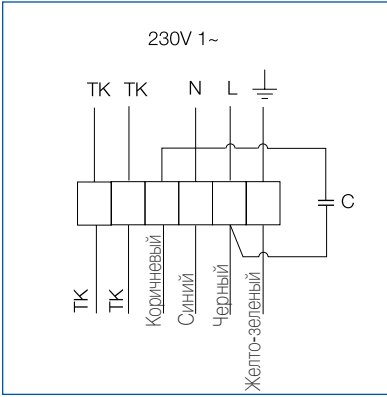 230V 1~
TK TK N L
C
TK
TK
Коричневый
Синий
Черный
Желто-зеленый